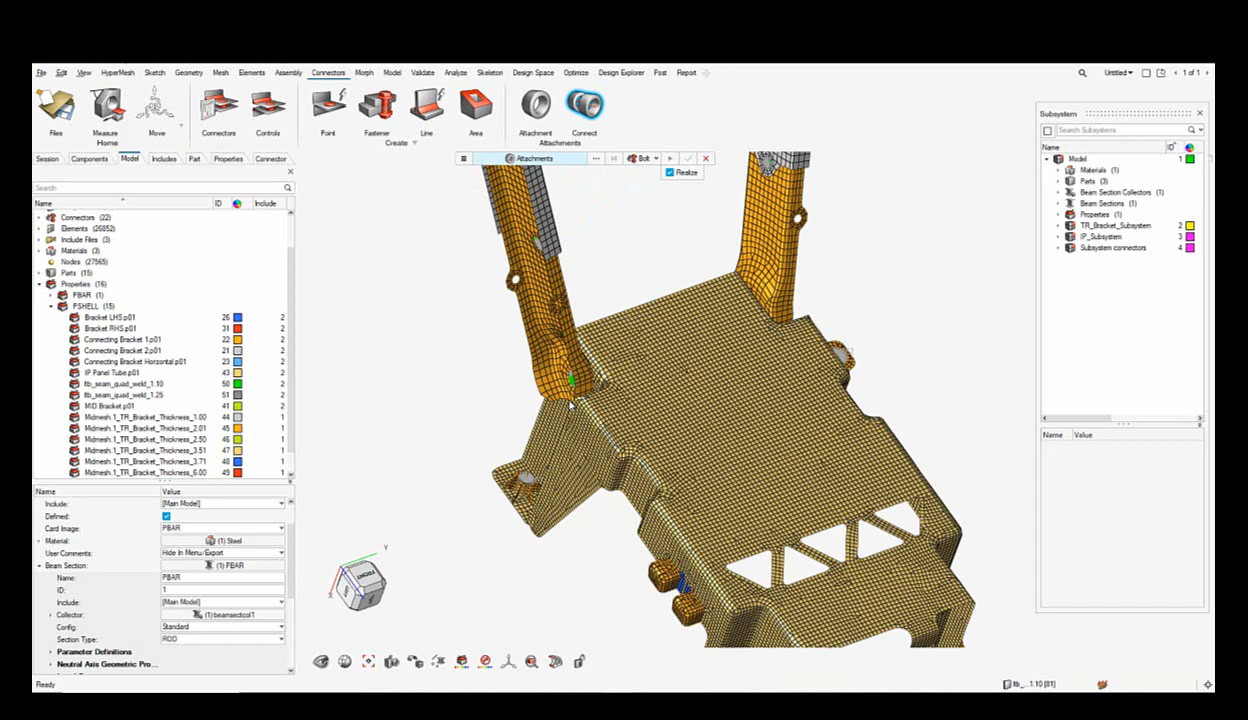 File Edit View HyperMesh Sketch Geometry Mesh Elements Assembly Connectors Morph Model Validate Analyze Skeleton Design Space Optimize Design Explorer Post Report Untitled 1 of 1
Files Measure Move Connectors Controls Point Fastener Line Area Attachment Connect
Home Create Attachments
Session Components Model Includes Part Properties Connector
Attachments Bolt
Realize
Search
Name ID Include
Connectors (22)
Elements (26852)
Include Files (3)
Materials (3)
Nodes (27565)
Parts (15)
Properties (16)
PBAR (1)
PSHELL (15)
Bracket LHS.p01 26 2
Bracket RHS.p01 31 2
Connecting Bracket 1.p01 22 2
Connecting Bracket 2.p01 21 2
Connecting Bracket Horizontal.p01 23 2
IP Panel Tube.p01 43 2
ttb_seam_quad_weld_1.10 50 2
ttb_seam_quad_weld_1.25 51 2
MID Bracket.p01 41 2
Midmesh.1_TR_Bracket_Thickness_1.00 44 1
Midmesh.1_TR_Bracket_Thickness_2.01 45 1
Midmesh.1_TR_Bracket_Thickness_2.50 46 1
Midmesh.1_TR_Bracket_Thickness_3.51 47 1
Midmesh.1_TR_Bracket_Thickness_3.71 48 1
Midmesh.1_TR_Bracket_Thickness_6.00 49 1
Name Value
Include: [Main Model]
Defined:
Card Image: PBAR
Material: (1) Steel
User Comments: Hide In Menu/Export
Beam Section: (1) PBAR
Name: PBAR
ID: 1
Include: [Main Model]
Collector: (1) beamsectcol1
Config: Standard
Section Type: ROD
Parameter Definitions
Neutral Axis Geometric Pro...
Ready
Y
X
FRONT
LEFT
Subsystem
Search Subsystems
Name ID
Model 1
Materials (1)
Parts (3)
Beam Section Collectors (1)
Beam Sections (1)
Properties (1)
TR_Bracket_Subsystem 2
IP_Subsystem 3
Subsystem connectors 4
Name Value
ttb_...1.10 [01]